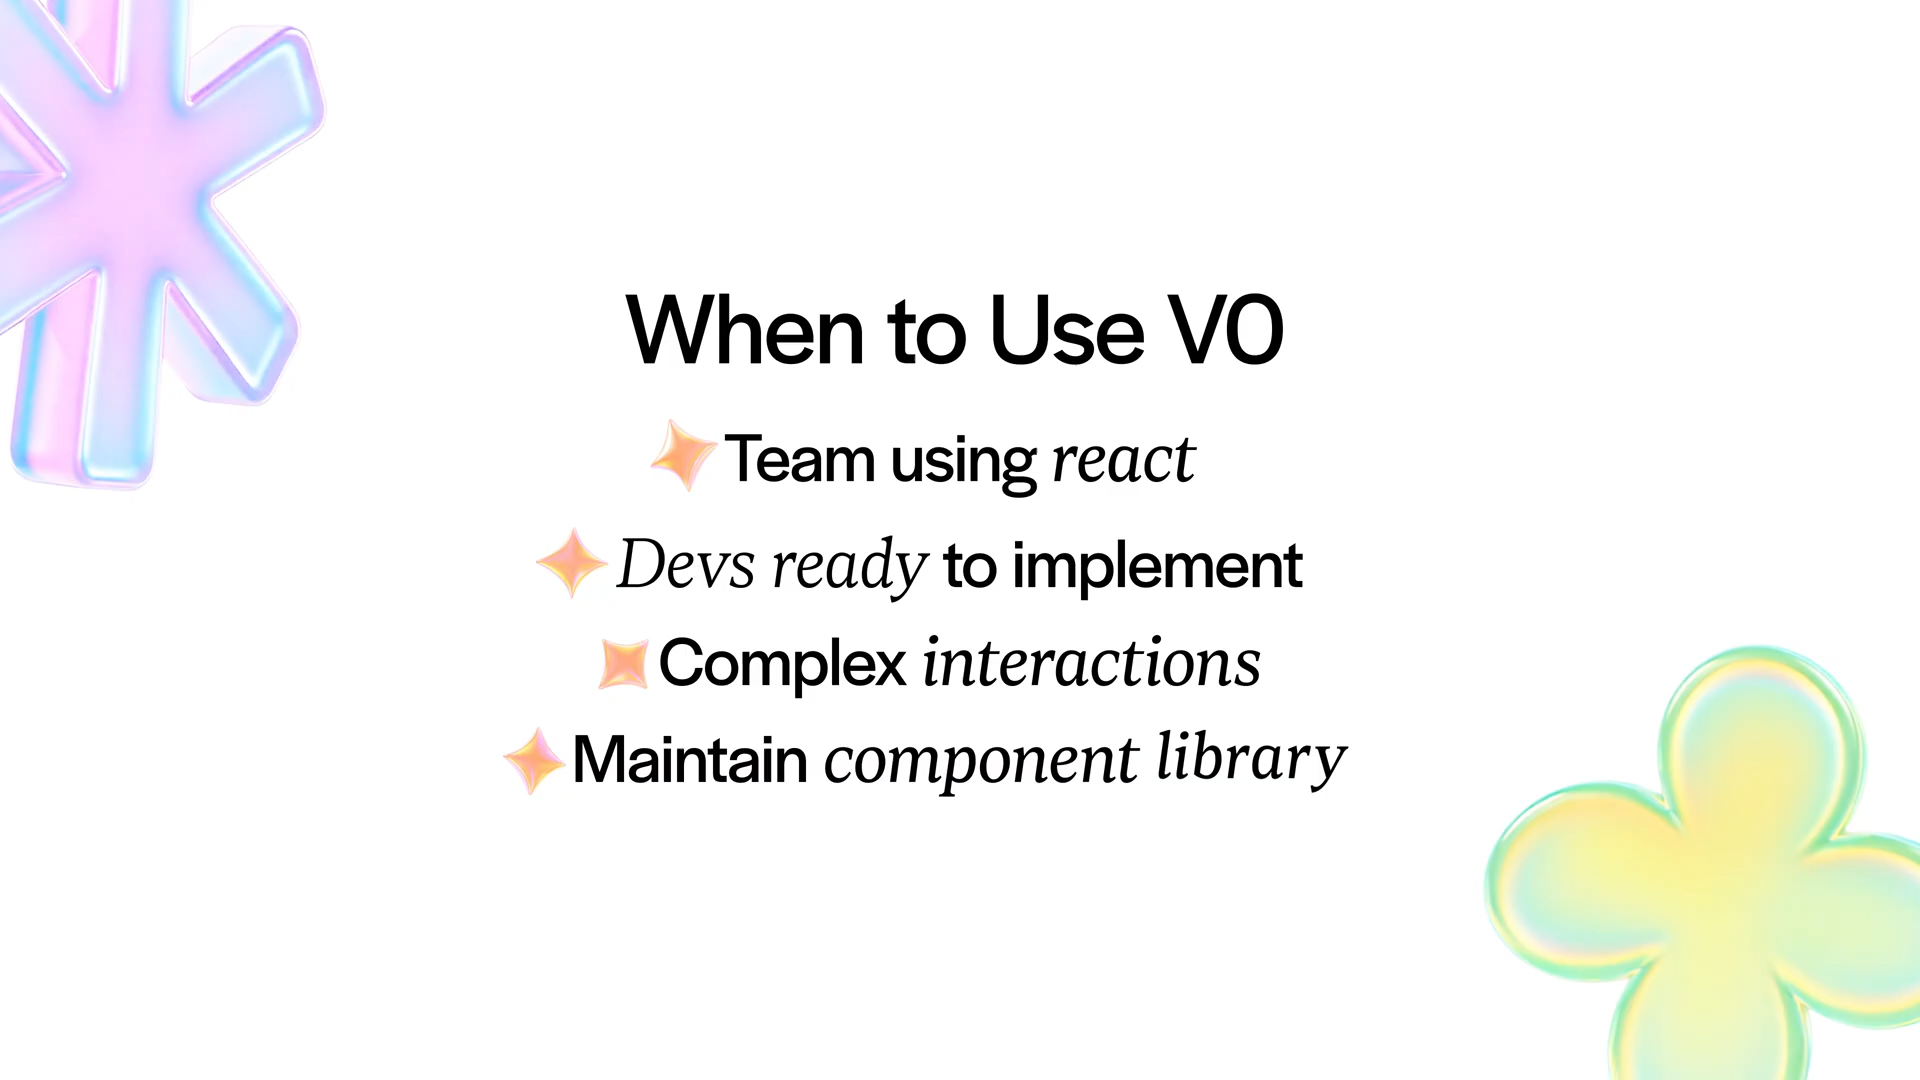 When to Use V0
Team using react
Devs ready to implement
Complex interactions
Maintain component library